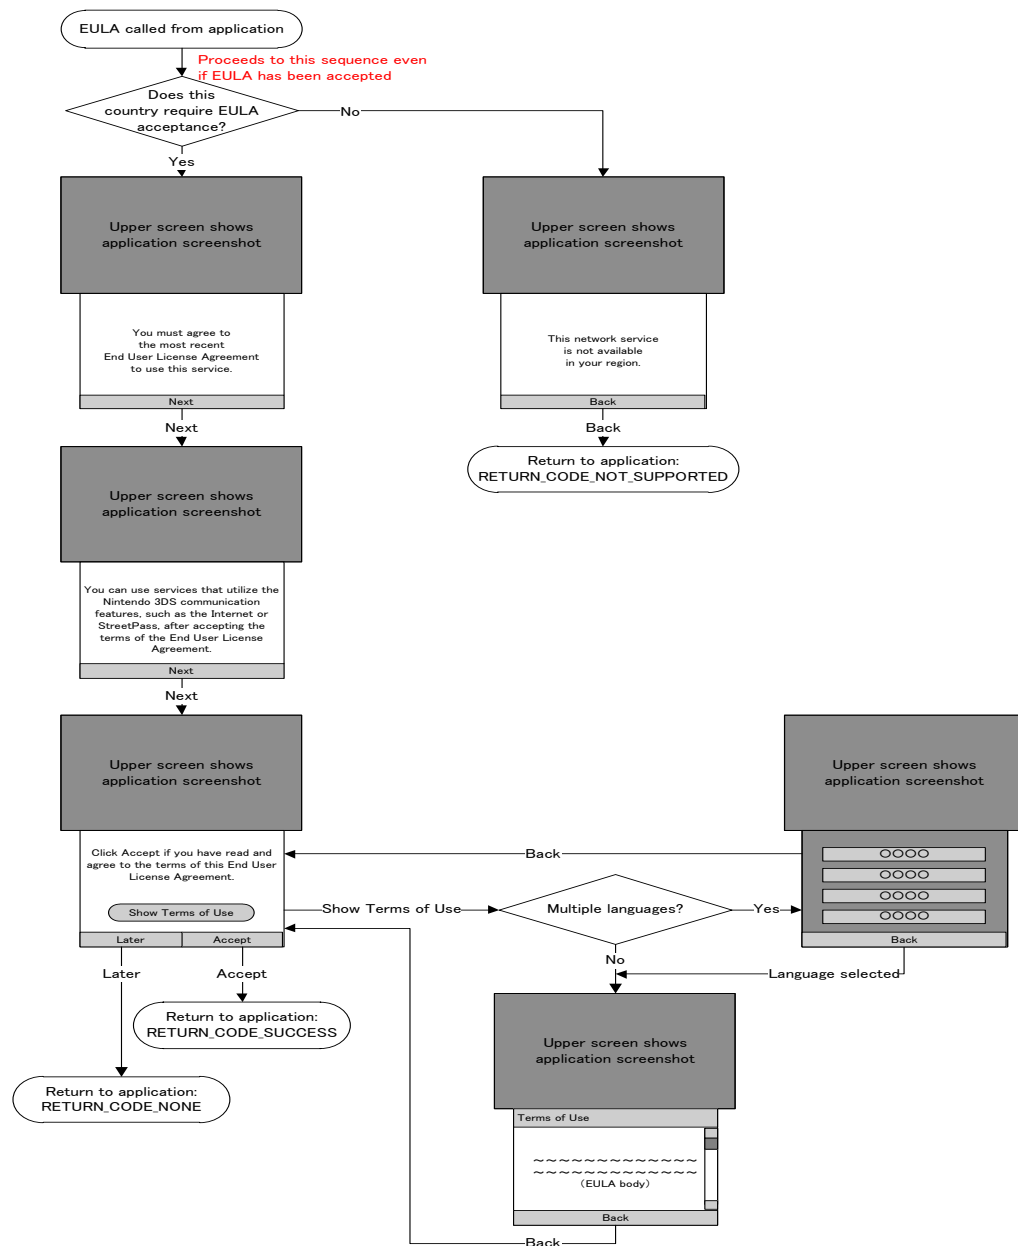 EULA called from application
Proceeds to this sequence even
if EULA has been accepted
Does this
country require EULA
acceptance?
No
Yes
Upper screen shows
application screenshot
You must agree to
the most recent
End User License Agreement
to use this service.
Next
Next
Upper screen shows
application screenshot
This network service
is not available
in your region.
Back
Back
Return to application:
RETURN_CODE_NOT_SUPPORTED
Upper screen shows
application screenshot
You can use services that utilize the
Nintendo 3DS communication
features, such as the Internet or
StreetPass, after accepting the
terms of the End User License
Agreement.
Next
Next
Upper screen shows
application screenshot
Click Accept if you have read and
agree to the terms of this End User
License Agreement.
Show Terms of Use
Later
Accept
Later
Accept
Return to application:
RETURN_CODE_SUCCESS
Return to application:
RETURN_CODE_NONE
Back
Show Terms of Use
Multiple languages?
Yes
No
Upper screen shows
application screenshot
○○○○
○○○○
○○○○
○○○○
Back
Language selected
Upper screen shows
application screenshot
Terms of Use
～～～～～～～～～～～～～
～～～～～～～～～～～～～
(EULA body)
Back
Back